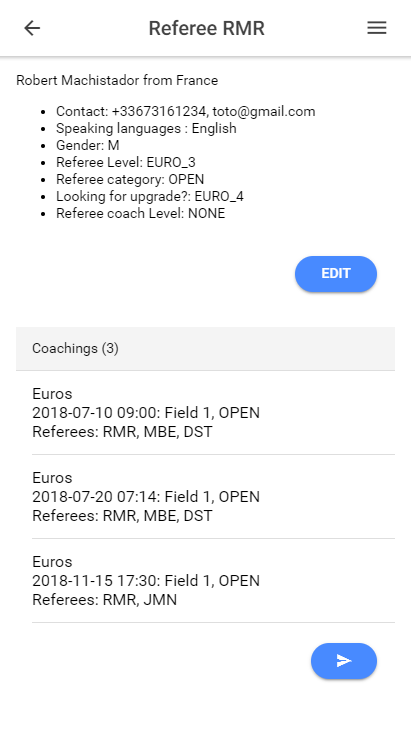 Referee RMR
Robert Machistador from France
Contact: +33673161234, toto@gmail.com
Speaking languages : English
Gender: M
Referee Level: EURO_3
Referee category: OPEN
Looking for upgrade?: EURO_4
Referee coach Level: NONE
EDIT
Coachings (3)
Euros
2018-07-10 09:00: Field 1, OPEN
Referees: RMR, MBE, DST
Euros
2018-07-20 07:14: Field 1, OPEN
Referees: RMR, MBE, DST
Euros
2018-11-15 17:30: Field 1, OPEN
Referees: RMR, JMN